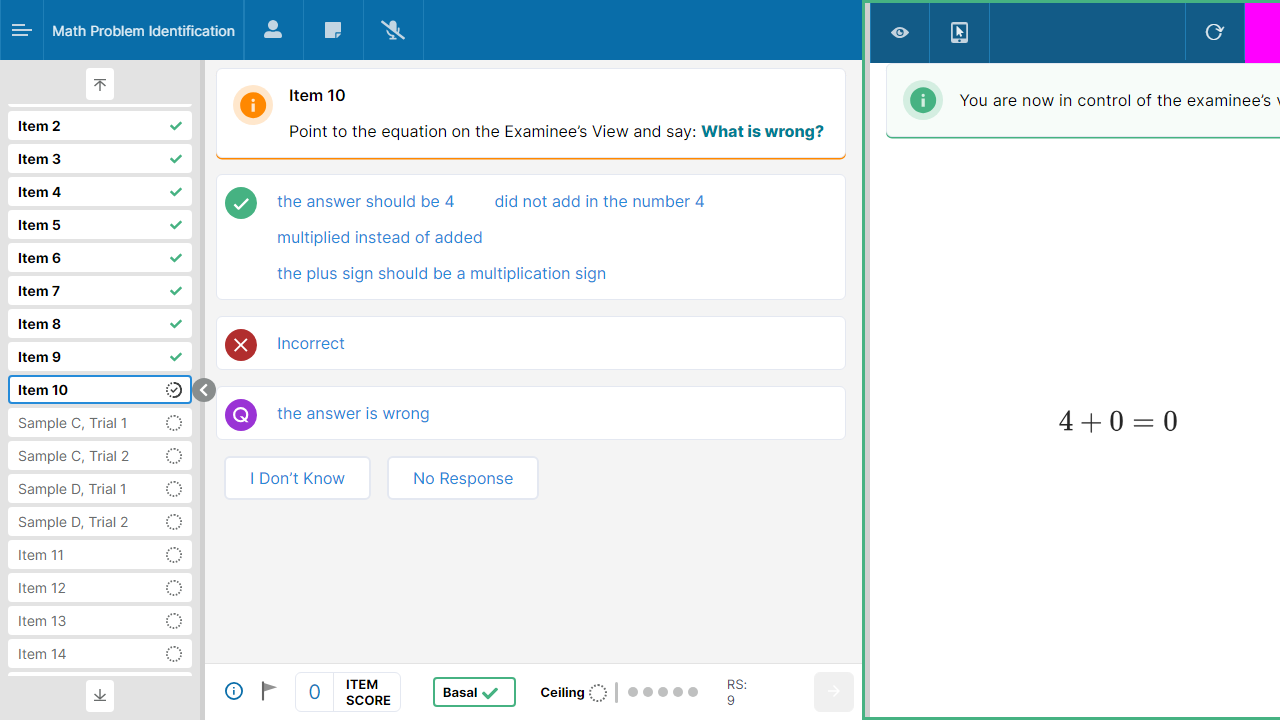 Math Problem Identification
Item 2
Item 3
Item 4
Item 5
Item 6
Item 7
Item 8
Item 9
Item 10
Sample C, Trial 1
Sample C, Trial 2
Sample D, Trial 1
Sample D, Trial 2
Item 11
Item 12
Item 13
Item 14
Item 10
Point to the equation on the Examinee’s View and say: What is wrong?
the answer should be 4 did not add in the number 4
multiplied instead of added
the plus sign should be a multiplication sign
Incorrect
Q the answer is wrong
I Don’t Know No Response
0 ITEM SCORE Basal Ceiling RS: 9
You are now in control of the examinee’s
4 + 0 = 0